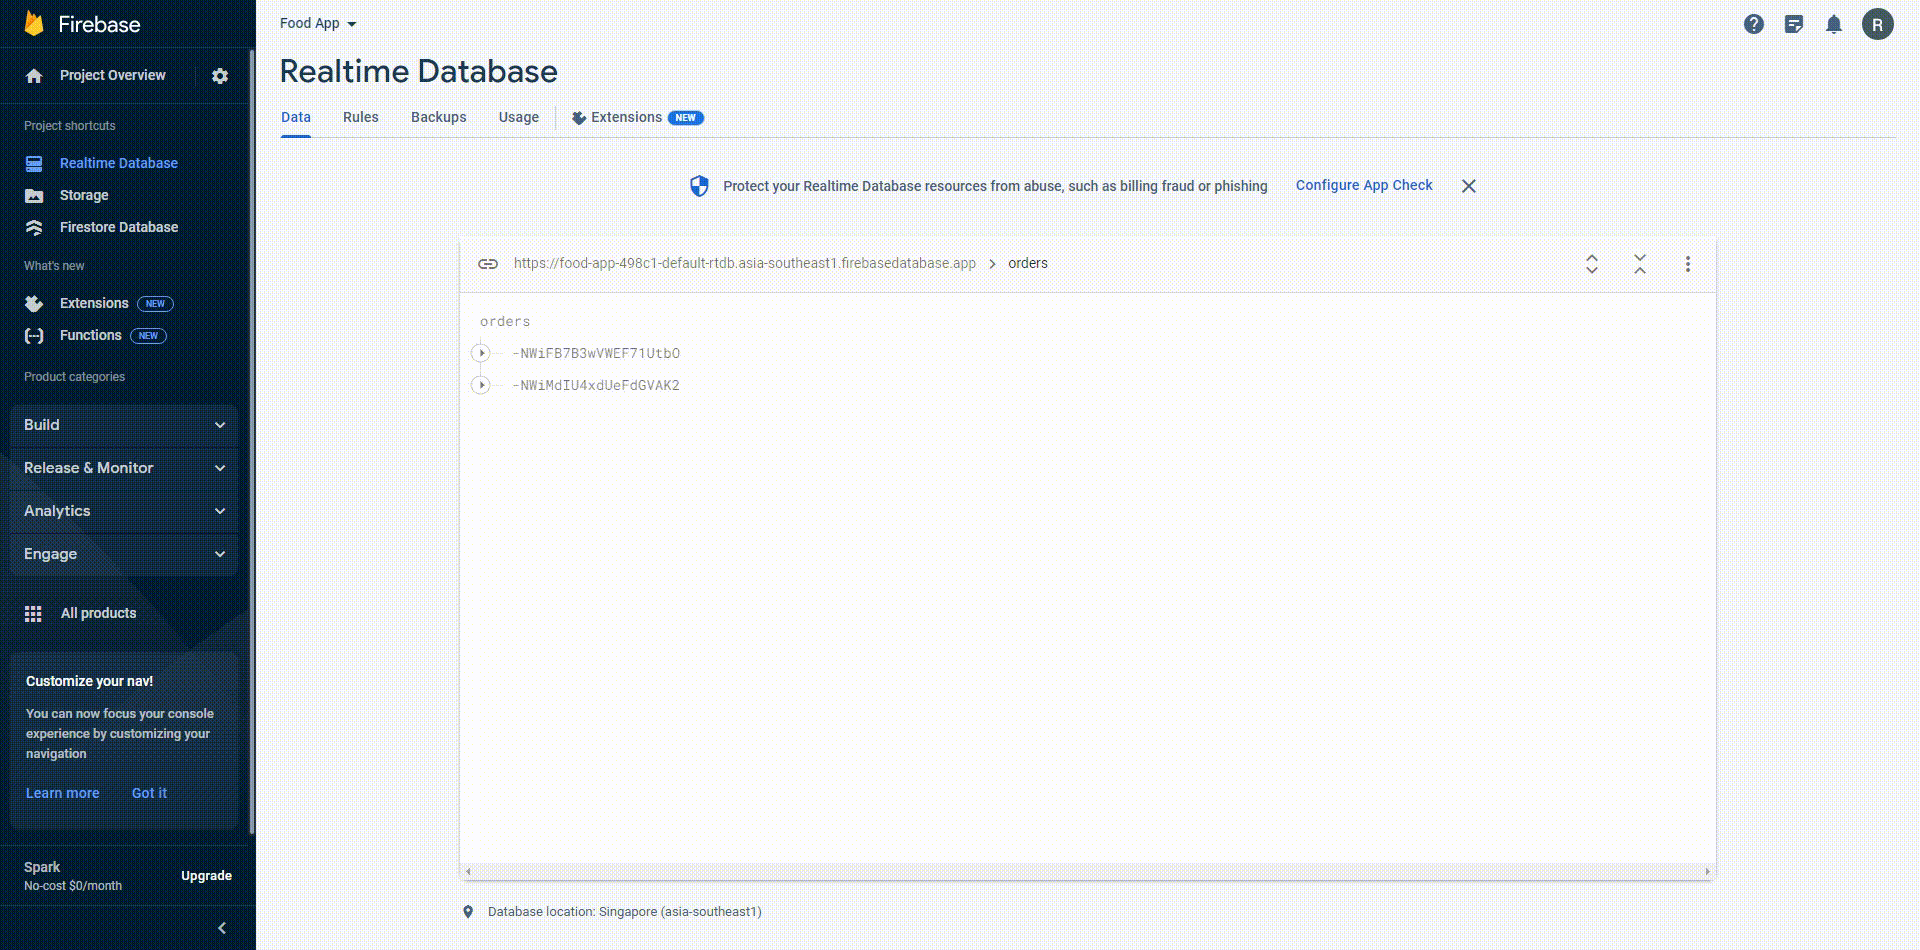 Firebase
Project Overview
Project shortcuts
Realtime Database
Storage
Firestore Database
What's new
Extensions NEW
Functions NEW
Product categories
Build
Release & Monitor
Analytics
Engage
All products
Customize your nav!
You can now focus your console
experience by customizing your
navigation
Learn more Got it
Spark
No-cost $0/month
Upgrade
Food App
R
Realtime Database
Data Rules Backups Usage Extensions NEW
Protect your Realtime Database resources from abuse, such as billing fraud or phishing Configure App Check
https://food-app-498c1-default-rtdb.asia-southeast1.firebasedatabase.app > orders
orders
-NWiFB7B3wVWEF71UtbO
-NWiMdIU4xdUeFdGVAK2
Database location: Singapore (asia-southeast1)